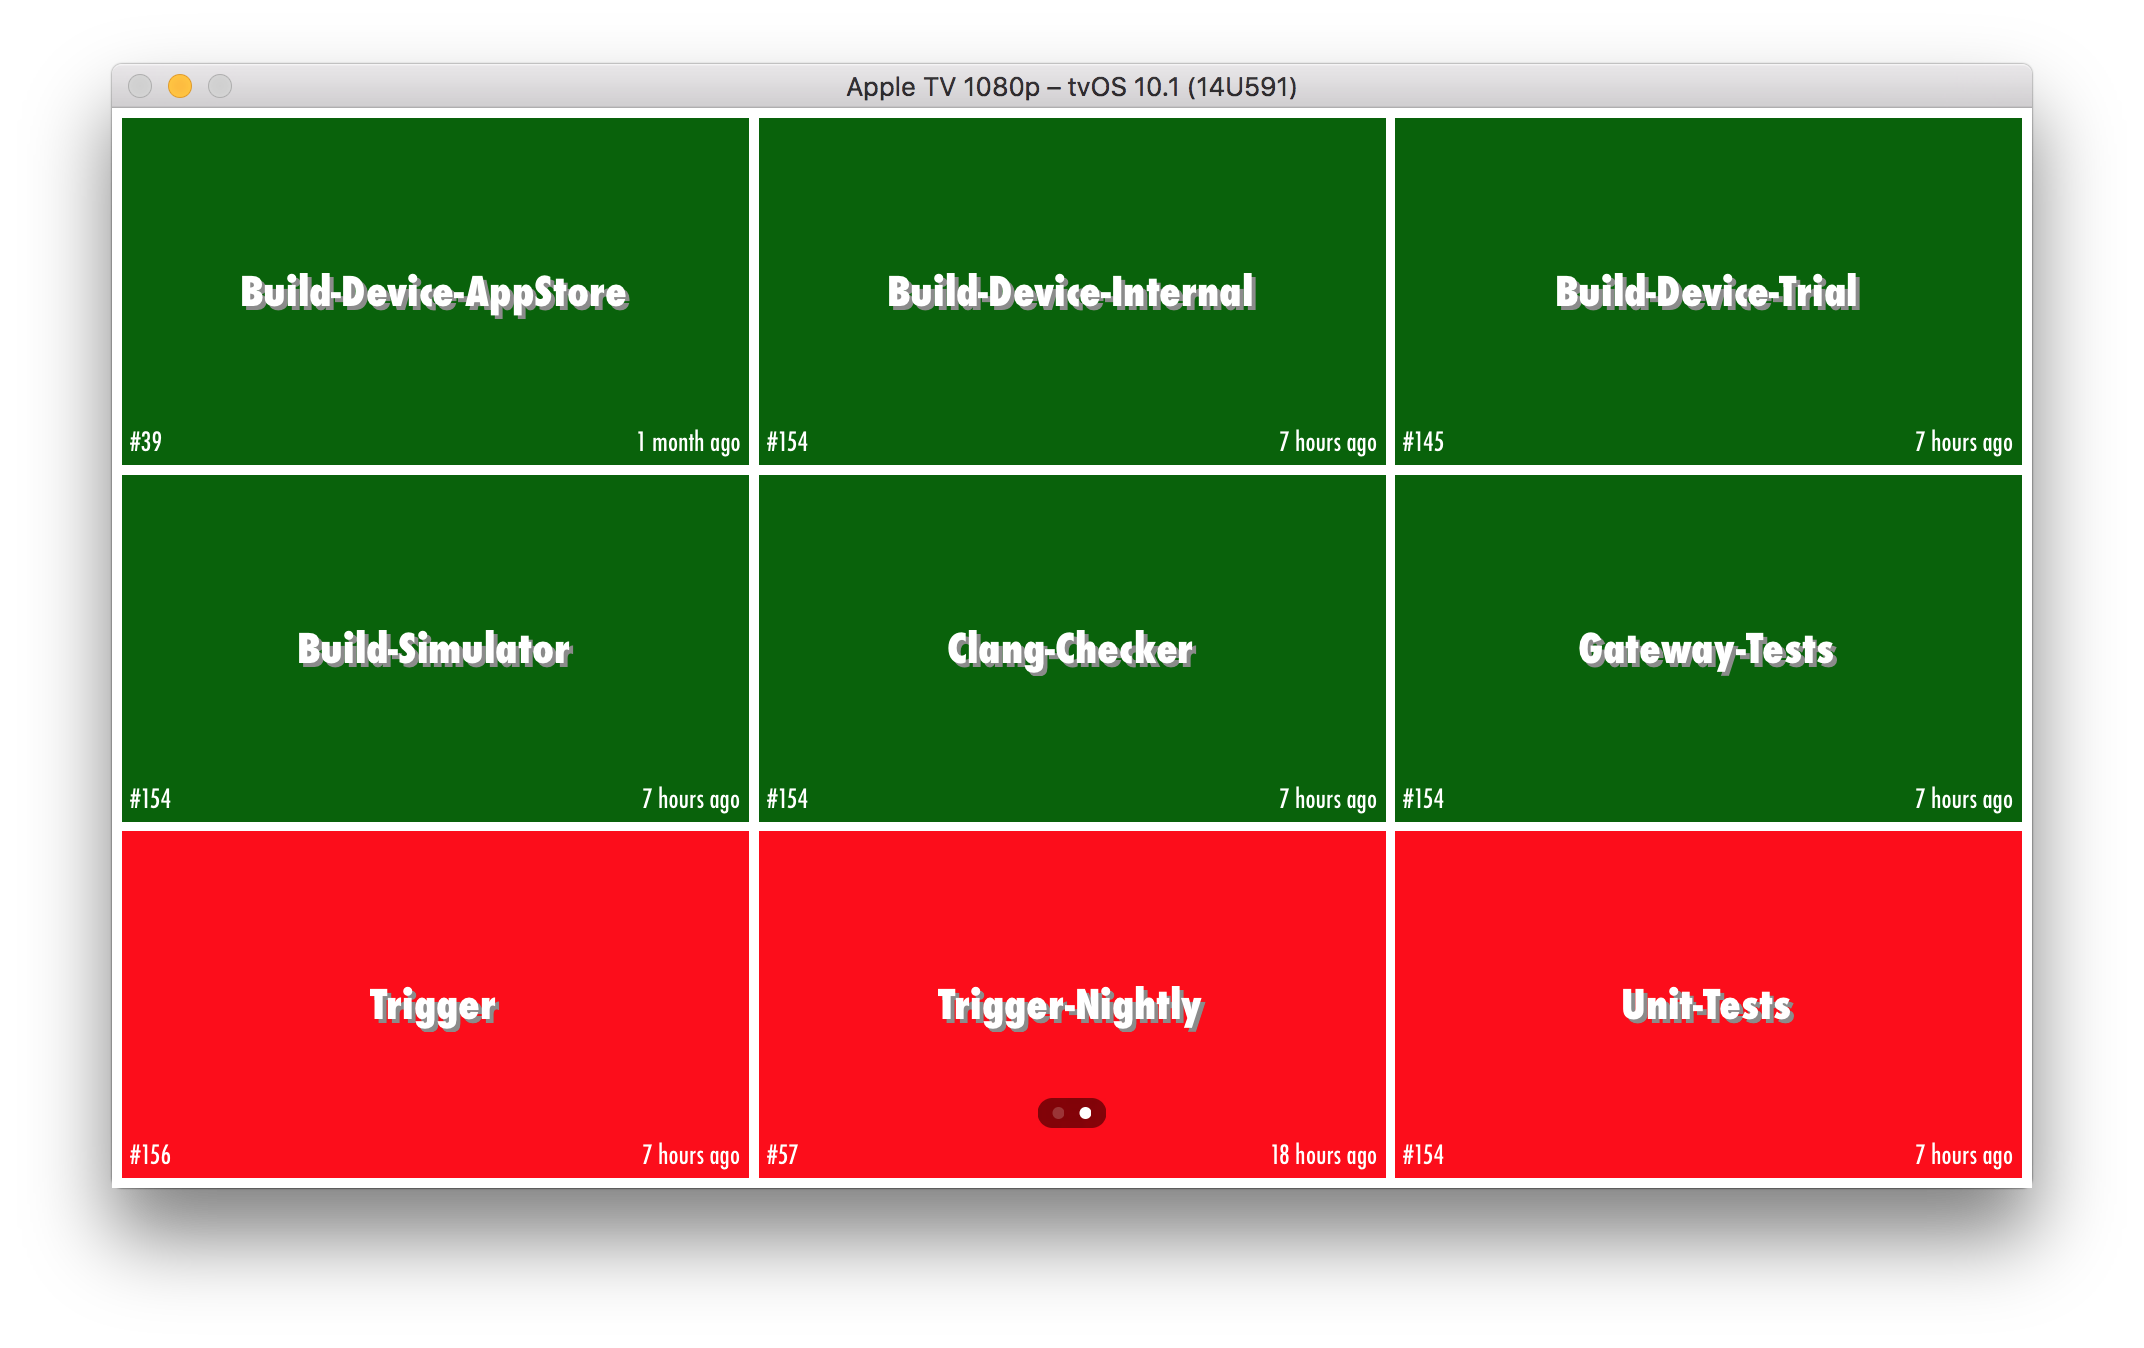 Apple TV 1080p – tvOS 10.1 (14U591)
Build-Device-AppStore
#39
1 month ago
Build-Device-Internal
#154
7 hours ago
Build-Device-Trial
#145
7 hours ago
Build-Simulator
#154
7 hours ago
Clang-Checker
#154
7 hours ago
Gateway-Tests
#154
7 hours ago
Trigger
#156
7 hours ago
Trigger-Nightly
#57
18 hours ago
Unit-Tests
#154
7 hours ago